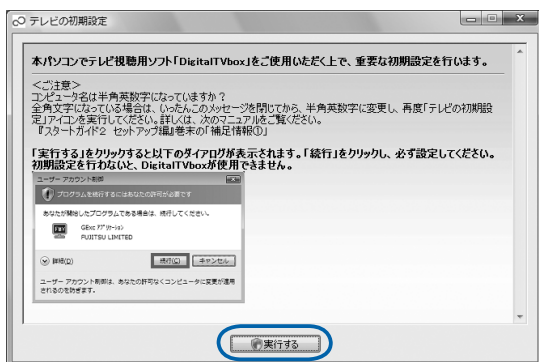 テレビの初期設定
本パソコンでテレビ視聴用ソフト「DigitalTVbox」をご使用いただく上で、重要な初期設定を行います。
<ご注意>
コンピュータ名は半角英数字になっていますか?
全角文字になっている場合は、いったんこのメッセージを閉じてから、半角英数字に変更し、再度「テレビの初期設
定」アイコンを実行してください。詳しくは、次のマニュアルをご覧ください。
『スタートガイド2 セットアップ編』巻末の「補足情報①」
「実行する」をクリックすると以下のダイアログが表示されます。「続行」をクリックし、必ず設定してください。
初期設定を行わないと、DigitalTVboxが使用できません。
ユーザー アカウント制御
プログラムを続行するにはあなたの許可が必要です
あなたが開始したプログラムである場合は、続行してください。
GExe アプリケーション
FUJITSU LIMITED
詳細(D)
続行(C)
キャンセル
ユーザー アカウント制御は、あなたの許可なくコンピュータに変更が適用
されるのを防ぎます。
実行する